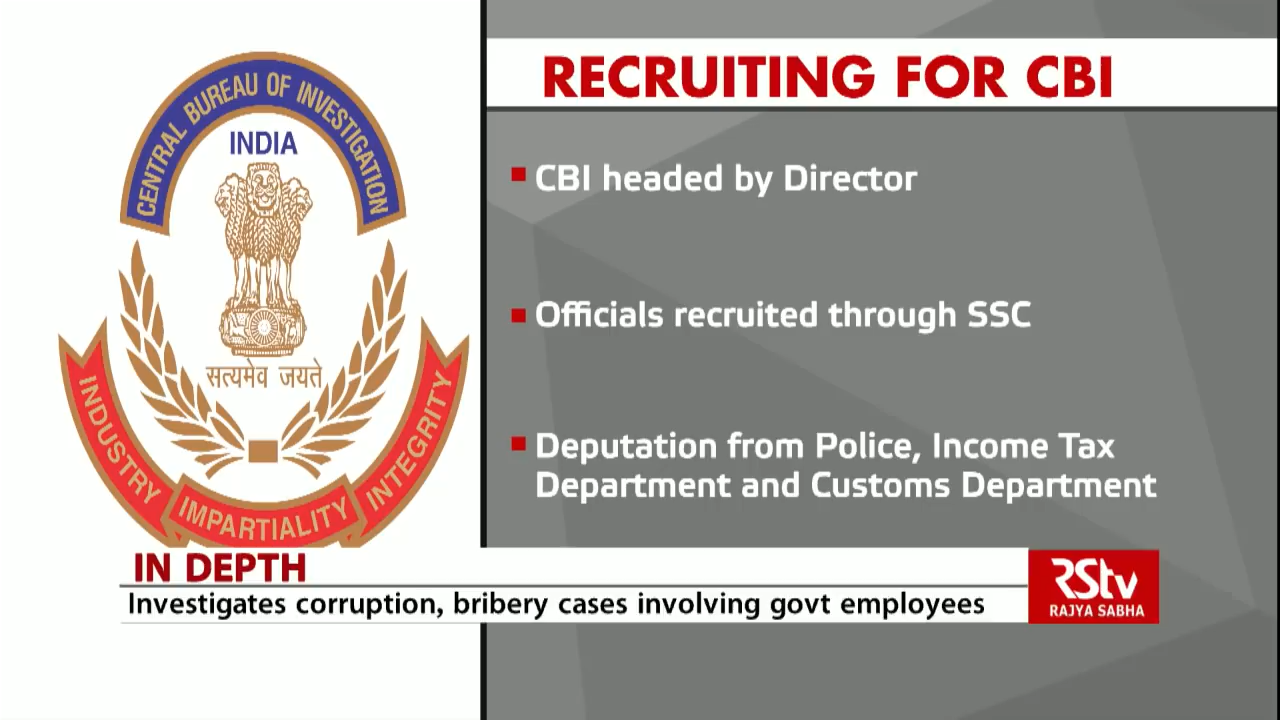 CENTRAL BUREAU OF INVESTIGATION
INDIA
सत्यमेव जयते
INDUSTRY IMPARTIALITY INTEGRITY
RECRUITING FOR CBI
CBI headed by Director
Officials recruited through SSC
Deputation from Police, Income Tax
Department and Customs Department
IN DEPTH
Investigates corruption, bribery cases involving govt employees
RStv
RAJYA SABHA